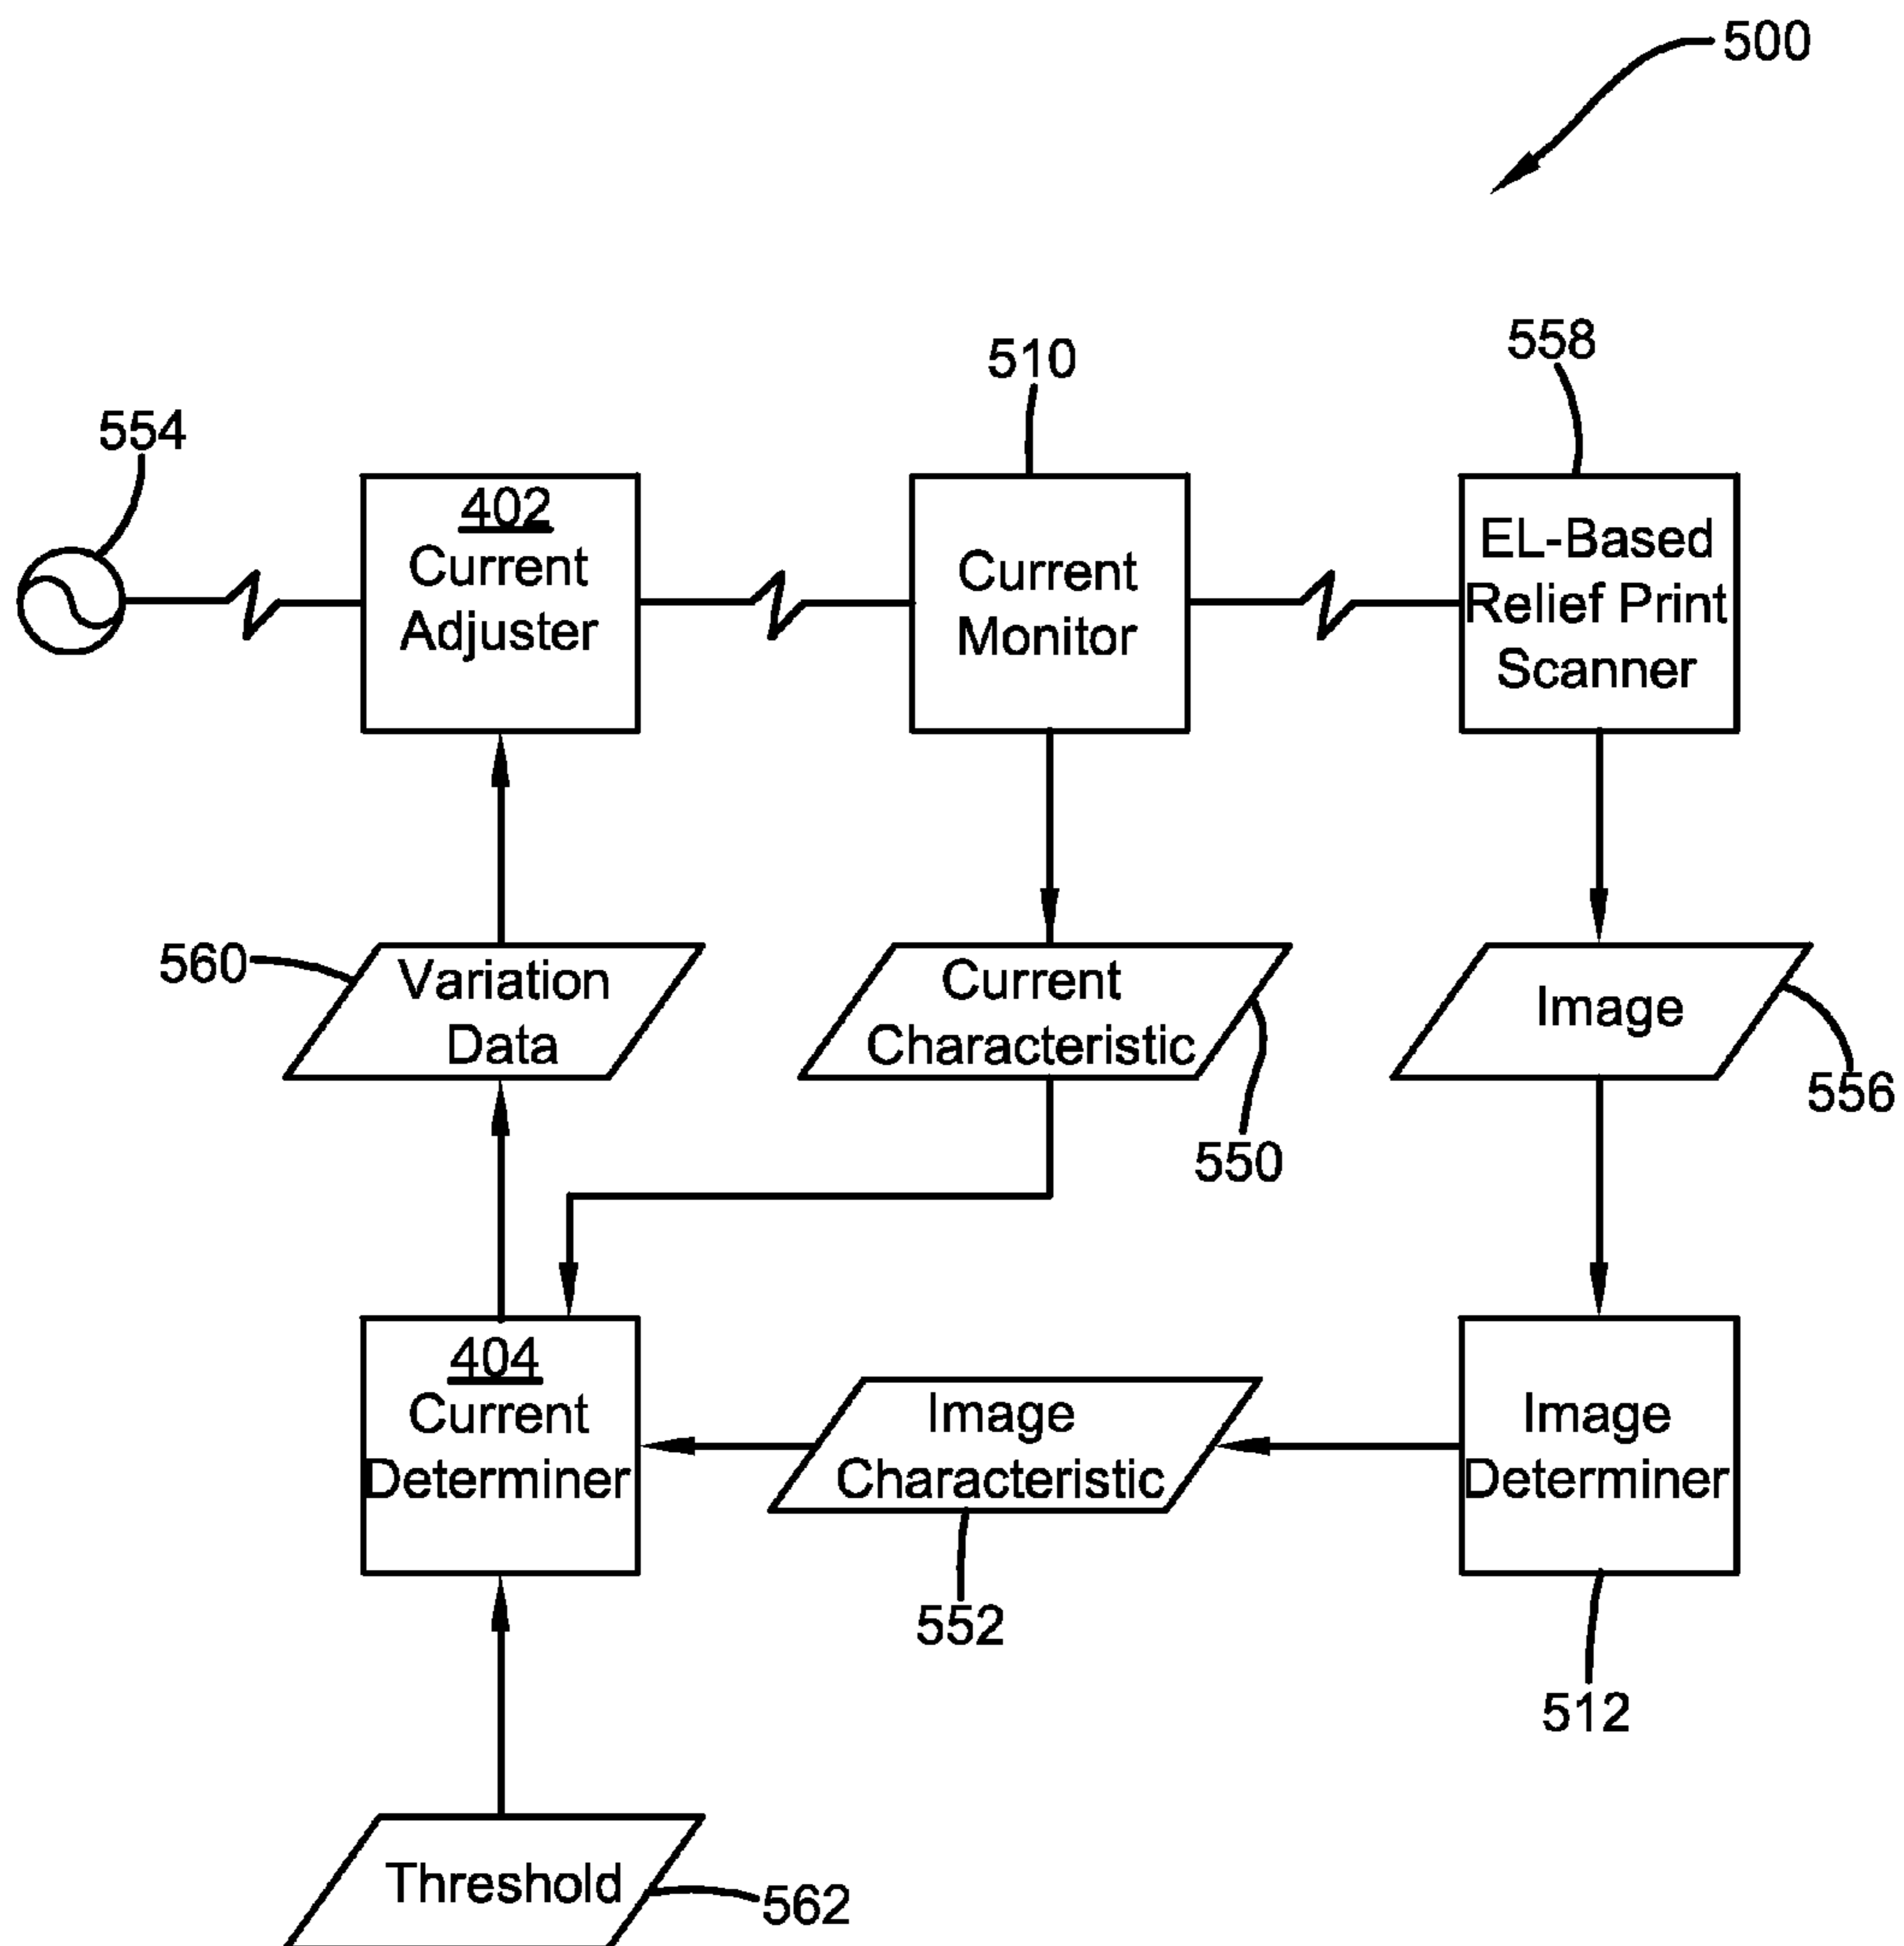 500
510
558
554
402
Current
Adjuster
Current
Monitor
EL-Based
Relief Print
Scanner
560
Variation
Data
Current
Characteristic
Image
556
550
404
Current
Determiner
Image
Characteristic
Image
Determiner
552
512
Threshold
562